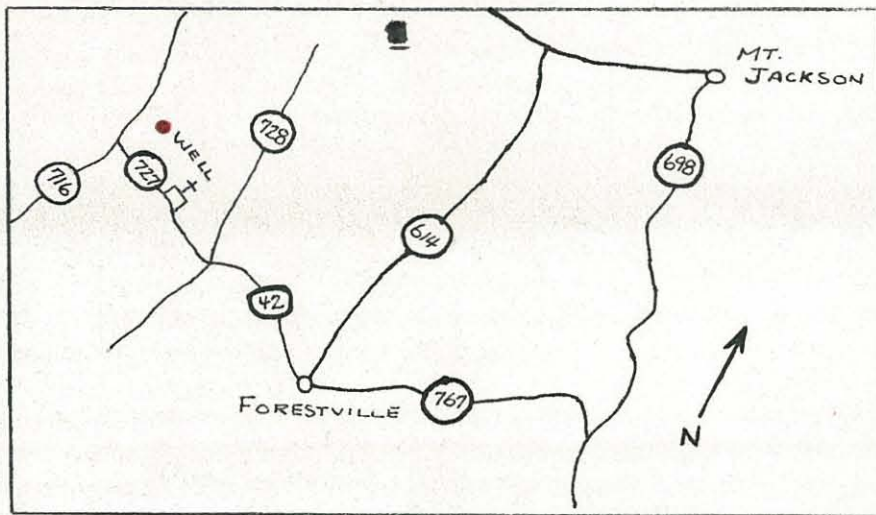 MT.
JACKSON
728
WELL
716
727
698
614
42
FORESTVILLE
767
N